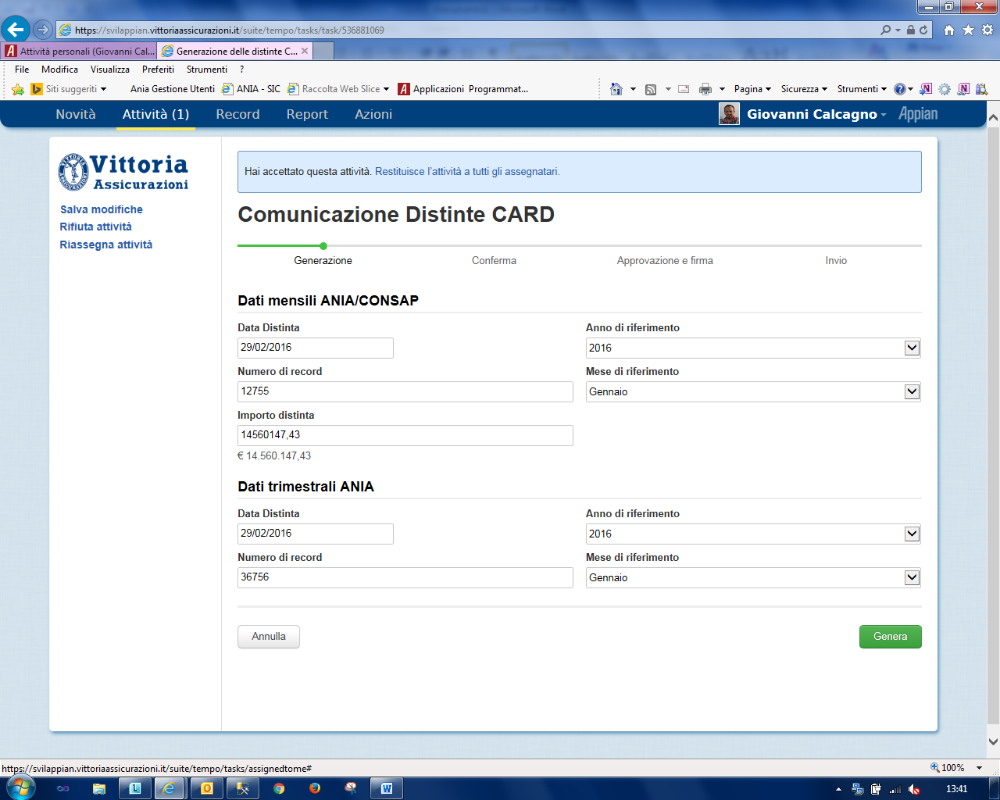 https://svilappian.vittoriaassicurazioni.it/suite/tempo/tasks/task/536881069
Attività personali (Giovanni Cal...
Generazione delle distinte C...
File Modifica Visualizza Preferiti Strumenti ?
Siti suggeriti Ania Gestione Utenti ANIA - SIC Raccolta Web Slice Applicazioni Programmat... Pagina Sicurezza Strumenti
Novità Attività (1) Record Report Azioni Giovanni Calcagno Appian
Vittoria
Assicurazioni
Salva modifiche
Rifiuta attività
Riassegna attività
Hai accettato questa attività. Restituisce l'attività a tutti gli assegnatari.
Comunicazione Distinte CARD
Generazione Conferma Approvazione e firma Invio
Dati mensili ANIA/CONSAP
Data Distinta Anno di riferimento
29/02/2016 2016
Numero di record Mese di riferimento
12755 Gennaio
Importo distinta
14560147,43
€ 14.560.147,43
Dati trimestrali ANIA
Data Distinta Anno di riferimento
29/02/2016 2016
Numero di record Mese di riferimento
36756 Gennaio
Annulla Genera
https://svilappian.vittoriaassicurazioni.it/suite/tempo/tasks/assignedtome#
100%
13:41